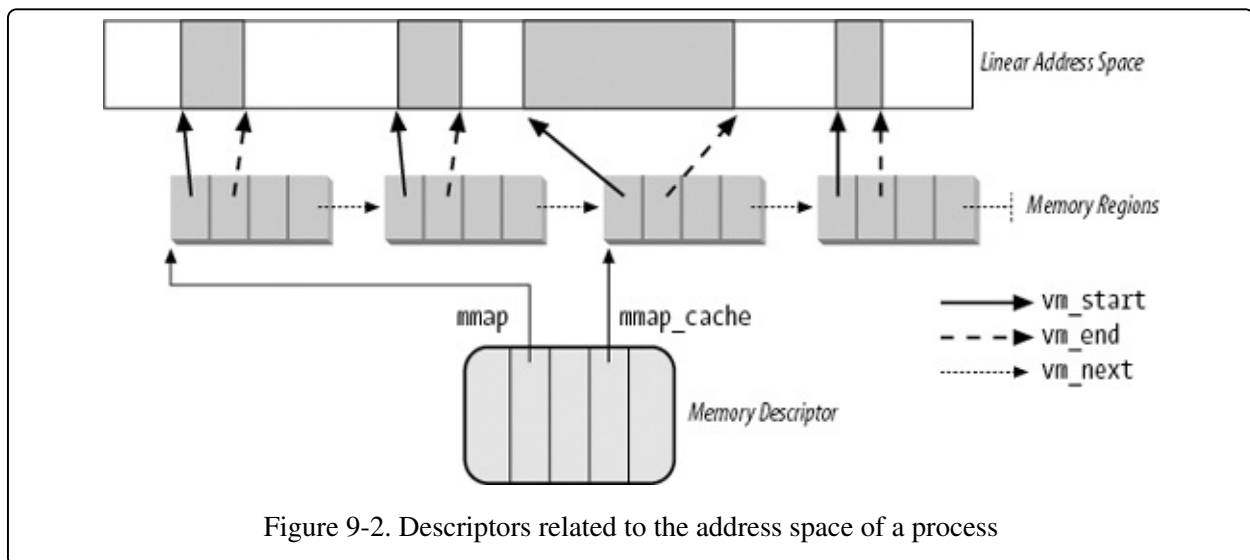 Linear Address Space
Memory Regions
mmap
mmap_cache
vm_start
vm_end
vm_next
Memory Descriptor
Figure 9-2. Descriptors related to the address space of a process